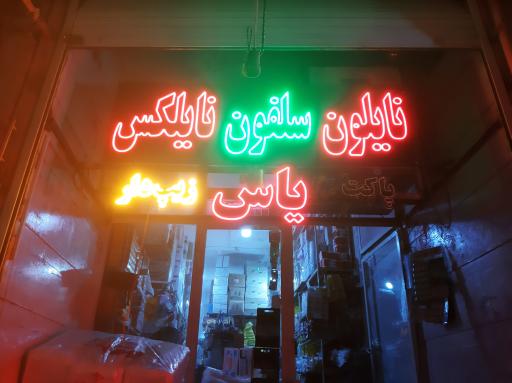 نایلون سلفون نایلکس
پاکت یاس زیپ‌دار